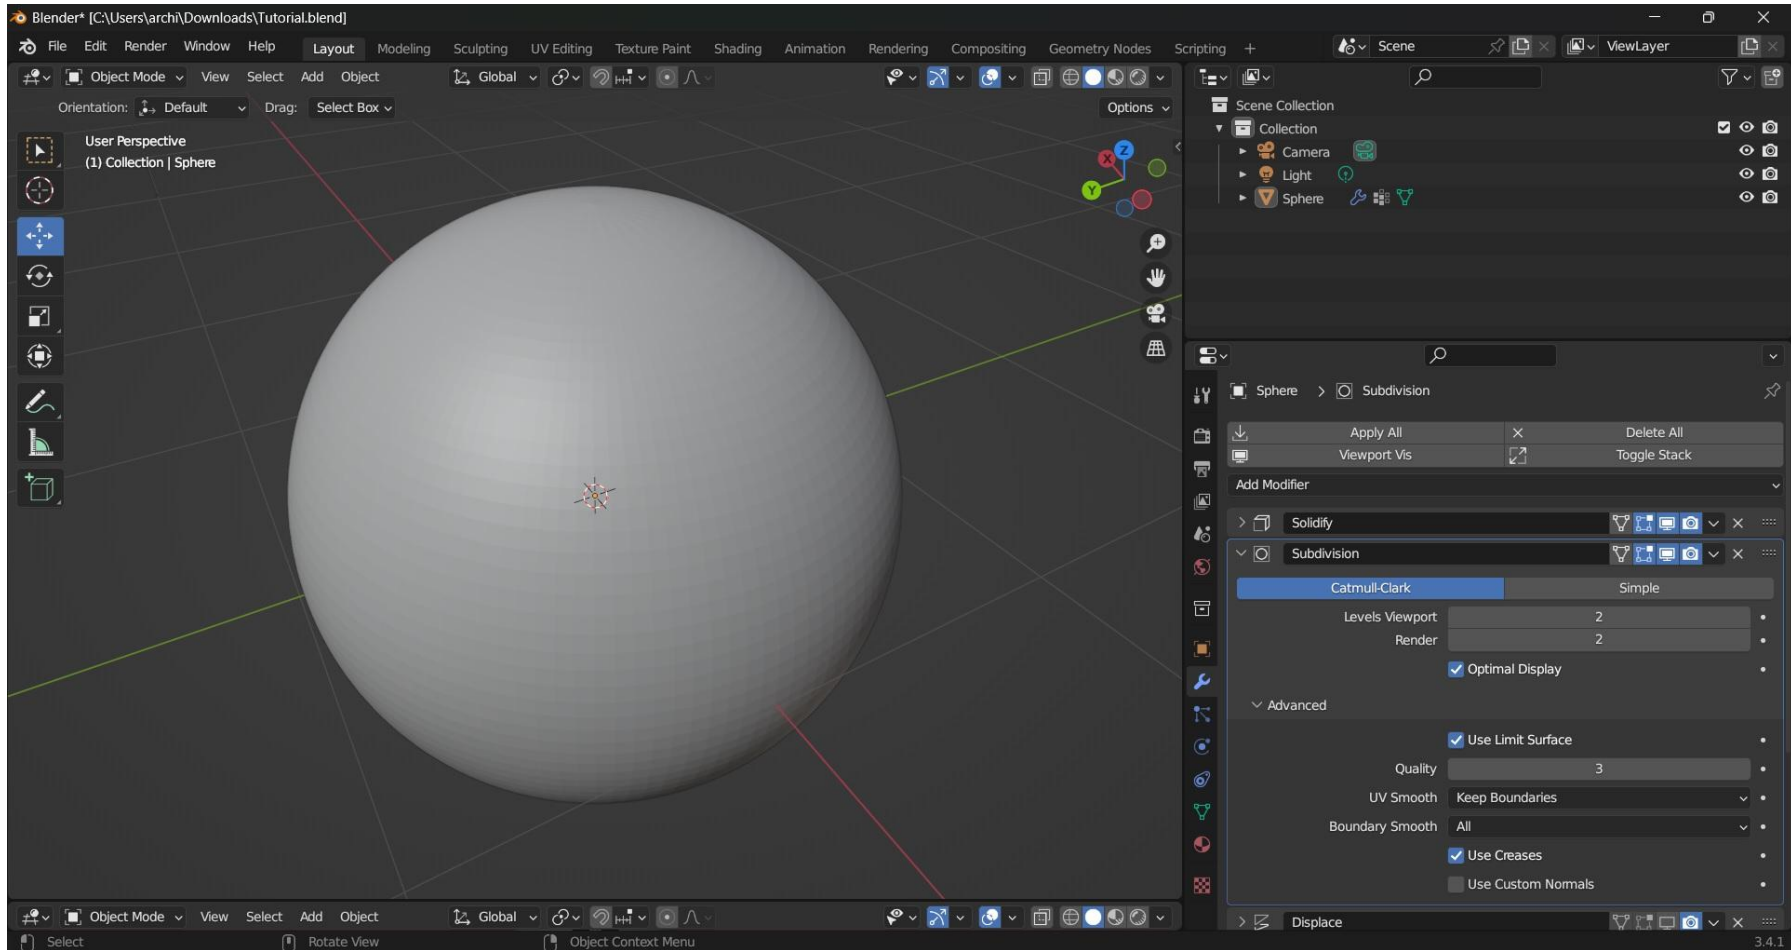 Blender* [C:\Users\archi\Downloads\Tutorial.blend]
File Edit Render Window Help Layout Modeling Sculpting UV Editing Texture Paint Shading Animation Rendering Compositing Geometry Nodes Scripting + Scene ViewLayer
Object Mode View Select Add Object Global
Orientation: Default Drag: Select Box Options
User Perspective
(1) Collection | Sphere
X Z
Y
Scene Collection
Collection
Camera
Light
Sphere
Sphere > Subdivision
Apply All Delete All
Viewport Vis Toggle Stack
Add Modifier
Solidify
Subdivision
Catmull-Clark Simple
Levels Viewport 2
Render 2
Optimal Display
Advanced
Use Limit Surface
Quality 3
UV Smooth Keep Boundaries
Boundary Smooth All
Use Creases
Use Custom Normals
Displace
Object Mode View Select Add Object Global
Select Rotate View Object Context Menu 3.4.1